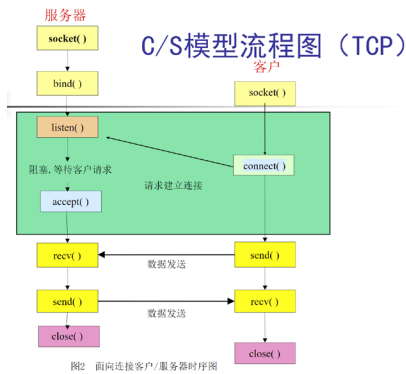 服务器
C/S模型流程图（TCP）
socket( )
客户
bind( )
socket( )
listen( )
阻塞,等待客户请求
connect( )
请求建立连接
accept( )
recv( )
send( )
数据发送
send( )
recv( )
数据发送
close( )
close( )
图2 面向连接客户/服务器时序图